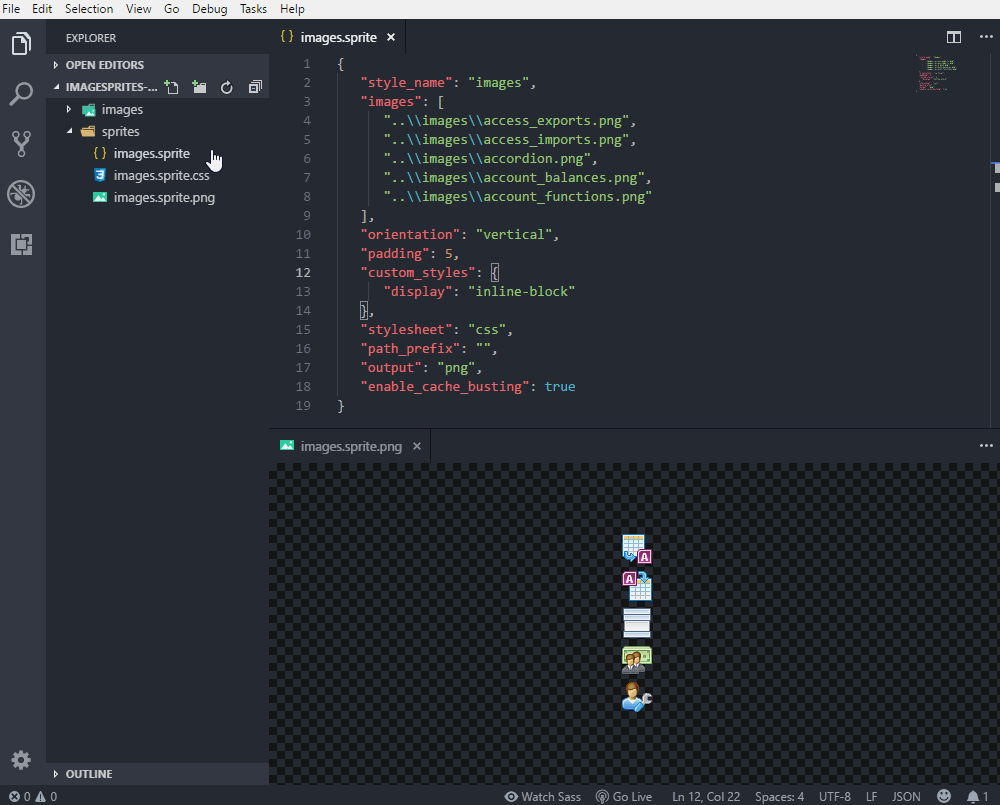 File Edit Selection View Go Debug Tasks Help
EXPLORER
OPEN EDITORS
IMAGESPRITES-...
images
sprites
{ } images.sprite
images.sprite.css
images.sprite.png
OUTLINE
{ } images.sprite ×
1 {
2 "style_name": "images",
3 "images": [
4 "..\\images\\access_exports.png",
5 "..\\images\\access_imports.png",
6 "..\\images\\accordion.png",
7 "..\\images\\account_balances.png",
8 "..\\images\\account_functions.png"
9 ],
10 "orientation": "vertical",
11 "padding": 5,
12 "custom_styles": {
13 "display": "inline-block"
14 },
15 "stylesheet": "css",
16 "path_prefix": "",
17 "output": "png",
18 "enable_cache_busting": true
19 }
images.sprite.png ×
A
A
0 0 Watch Sass Go Live Ln 12, Col 22 Spaces: 4 UTF-8 LF JSON 1